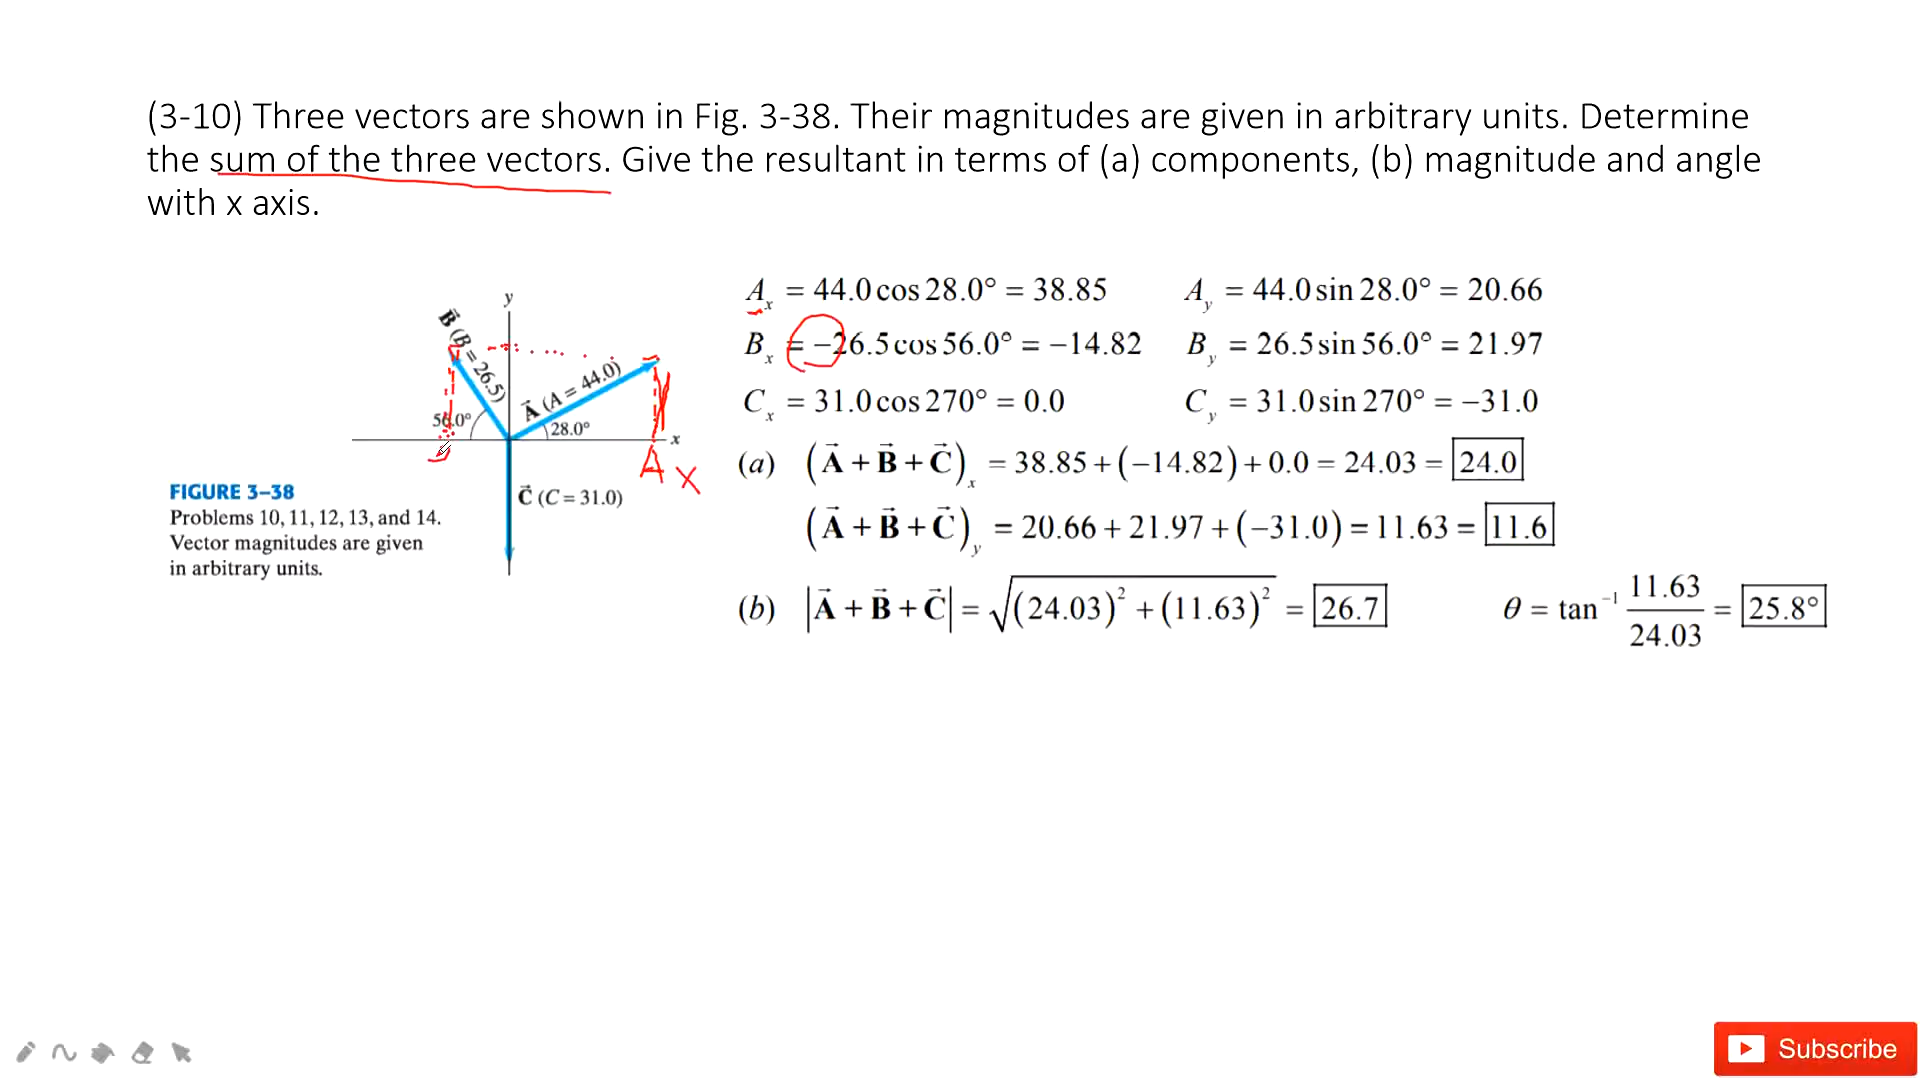 (3-10) Three vectors are shown in Fig. 3-38. Their magnitudes are given in arbitrary units. Determine
the sum of the three vectors. Give the resultant in terms of (a) components, (b) magnitude and angle
with x axis.
y
B⃗ (B = 26.5)
A⃗ (A = 44.0)
56.0°
28.0°
x
A x
C⃗ (C = 31.0)
FIGURE 3–38
Problems 10, 11, 12, 13, and 14.
Vector magnitudes are given
in arbitrary units.
A_x = 44.0 cos 28.0° = 38.85 A_y = 44.0 sin 28.0° = 20.66
B_x = −26.5 cos 56.0° = −14.82 B_y = 26.5 sin 56.0° = 21.97
C_x = 31.0 cos 270° = 0.0 C_y = 31.0 sin 270° = −31.0
(a) (A⃗ + B⃗ + C⃗)_x = 38.85 + (−14.82) + 0.0 = 24.03 = 24.0
(A⃗ + B⃗ + C⃗)_y = 20.66 + 21.97 + (−31.0) = 11.63 = 11.6
(b) |A⃗ + B⃗ + C⃗| = √(24.03)² + (11.63)² = 26.7 θ = tan⁻¹ 11.63/24.03 = 25.8°
Subscribe